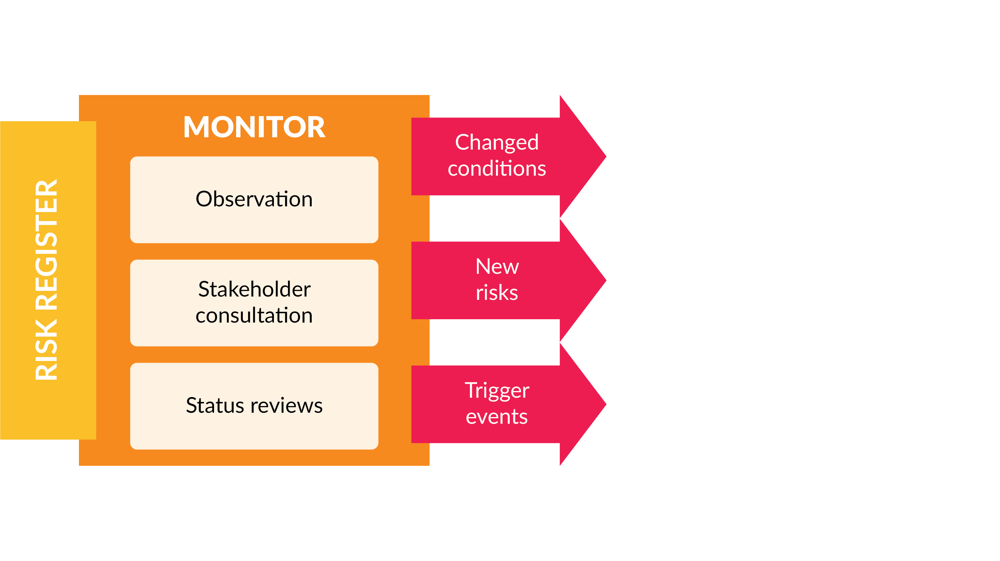 RISK REGISTER
MONITOR
Observation
Stakeholder
consultation
Status reviews
Changed
conditions
New
risks
Trigger
events